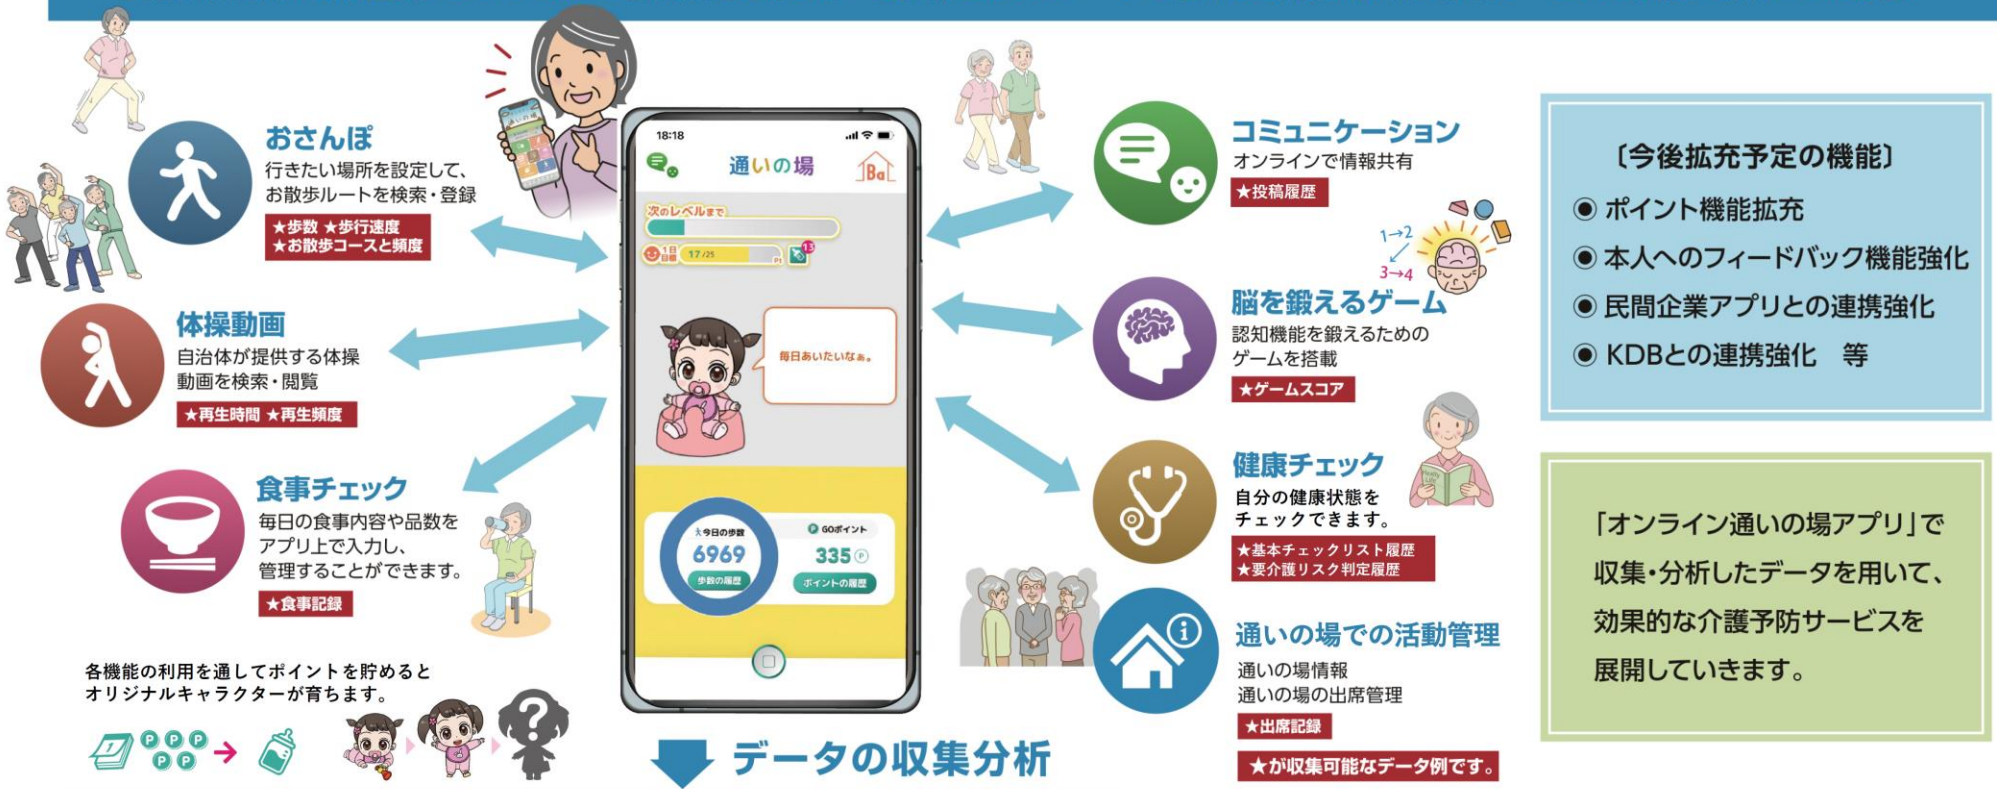 おさんぽ
行きたい場所を設定して、
お散歩ルートを検索・登録
★歩数 ★歩行速度
★お散歩コースと頻度
体操動画
自治体が提供する体操
動画を検索・閲覧
★再生時間 ★再生頻度
食事チェック
毎日の食事内容や品数を
アプリ上で入力し、
管理することができます。
★食事記録
各機能の利用を通してポイントを貯めると
オリジナルキャラクターが育ちます。
1
P P P
P P
?
通いの場
18:18
通いの場
Ba
次のレベルまで
1日
目標
17/25
Pt
13
毎日あいたいなぁ。
今日の歩数
6969
歩数の履歴
P GOポイント
335 P
ポイントの履歴
データの収集分析
コミュニケーション
オンラインで情報共有
★投稿履歴
1→2
3→4
脳を鍛えるゲーム
認知機能を鍛えるための
ゲームを搭載
★ゲームスコア
健康チェック
自分の健康状態を
チェックできます。
★基本チェックリスト履歴
★要介護リスク判定履歴
i
通いの場での活動管理
通いの場情報
通いの場の出席管理
★出席記録
★が収集可能なデータ例です。
〔今後拡充予定の機能〕
◉ ポイント機能拡充
◉ 本人へのフィードバック機能強化
◉ 民間企業アプリとの連携強化
◉ KDBとの連携強化　等
「オンライン通いの場アプリ」で
収集・分析したデータを用いて、
効果的な介護予防サービスを
展開していきます。